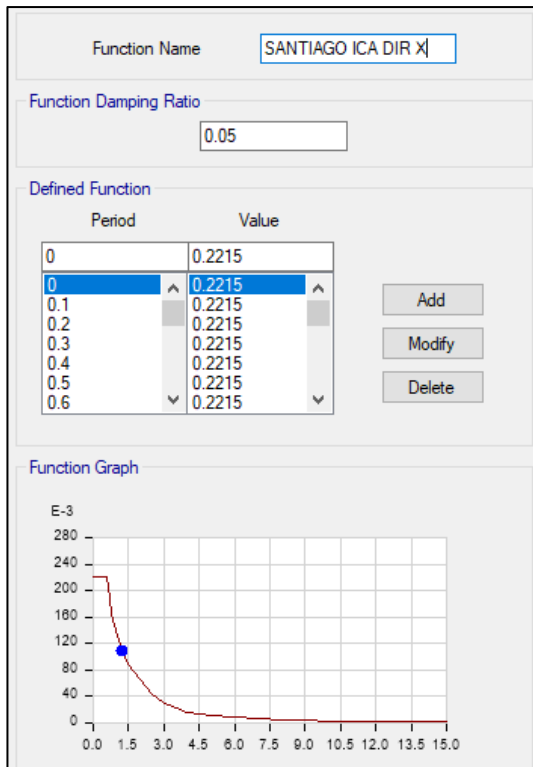 Function Name SANTIAGO ICA DIR X
Function Damping Ratio
0.05
Defined Function
Period Value
0 0.2215
0 0.2215
0.1 0.2215
0.2 0.2215
0.3 0.2215
0.4 0.2215
0.5 0.2215
0.6 0.2215
Add
Modify
Delete
Function Graph
E-3
280
240
200
160
120
80
40
0
0.0 1.5 3.0 4.5 6.0 7.5 9.0 10.5 12.0 13.5 15.0